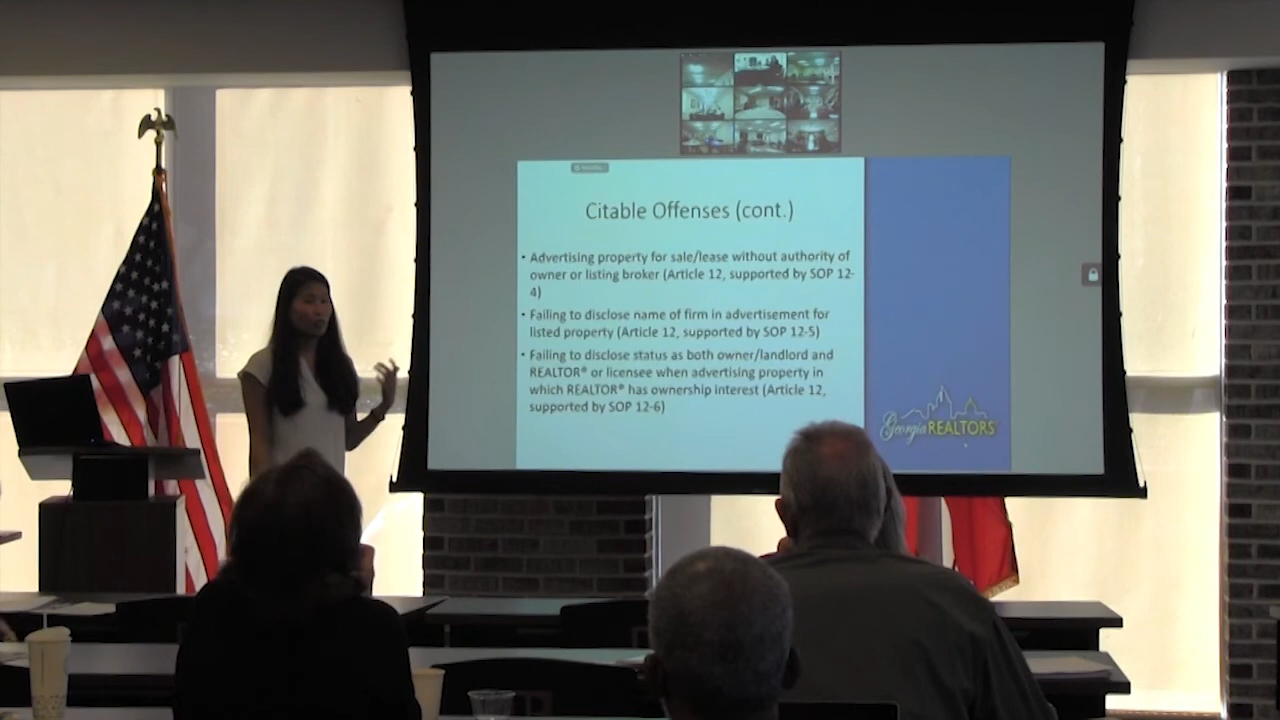 Citable Offenses (cont.)
• Advertising property for sale/lease without authority of
owner or listing broker (Article 12, supported by SOP 12-
4)
• Failing to disclose name of firm in advertisement for
listed property (Article 12, supported by SOP 12-5)
• Failing to disclose status as both owner/landlord and
REALTOR® or licensee when advertising property in
which REALTOR® has ownership interest (Article 12,
supported by SOP 12-6)
Georgia REALTORS